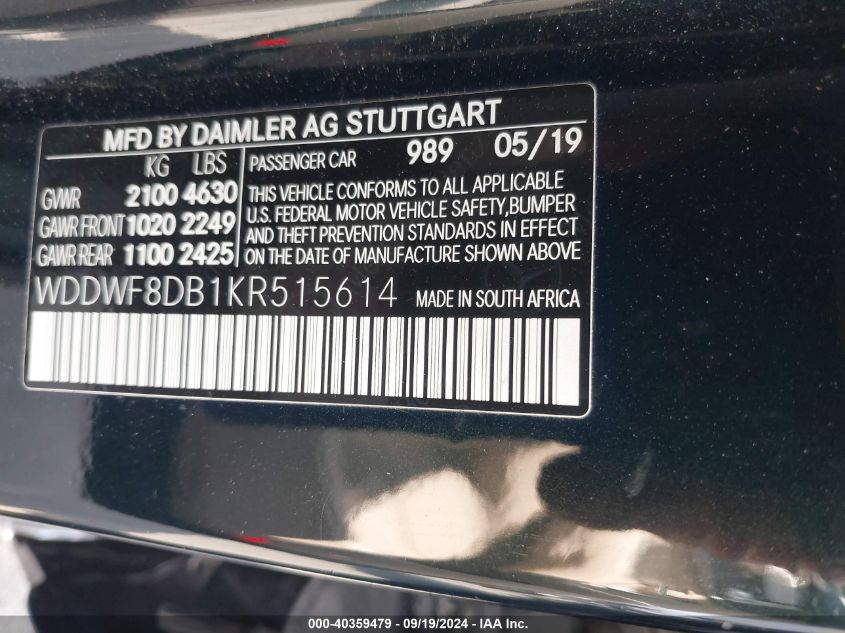 MFD BY DAIMLER AG STUTTGART
KG LBS
GVWR 2100 4630
GAWR FRONT 1020 2249
GAWR REAR 1100 2425
PASSENGER CAR 989 05/19
THIS VEHICLE CONFORMS TO ALL APPLICABLE
U.S. FEDERAL MOTOR VEHICLE SAFETY,BUMPER
AND THEFT PREVENTION STANDARDS IN EFFECT
ON THE DATE OF MANUFACTURE SHOWN ABOVE
WDDWF8DB1KR515614 MADE IN SOUTH AFRICA
000-40359479 - 09/19/2024 - IAA Inc.